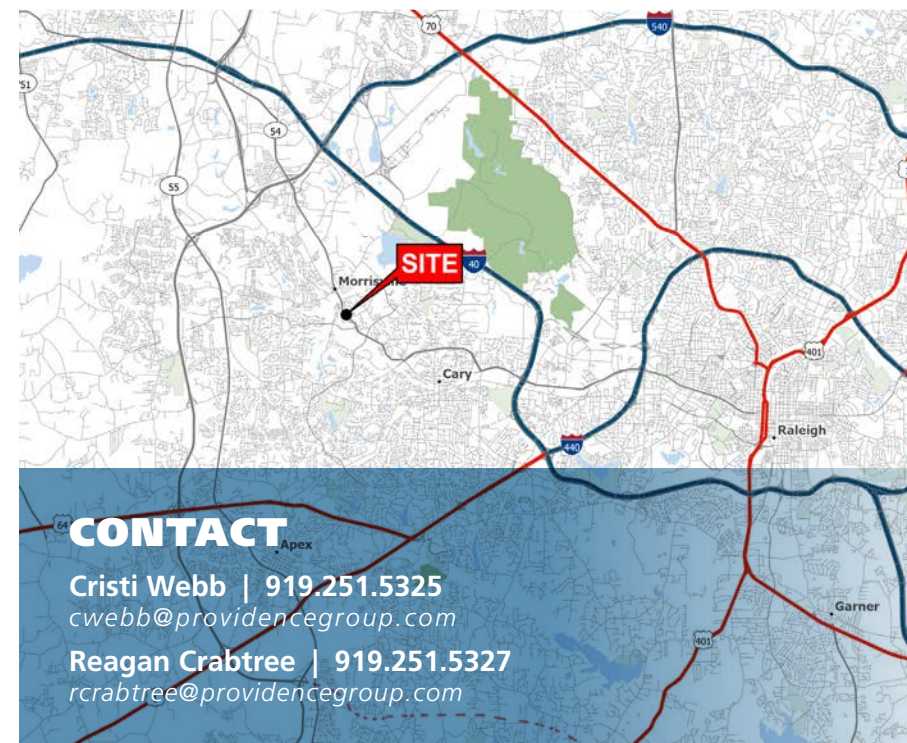 70
540
51
54
55
SITE
40
Morrisville
Cary
401
Raleigh
440
64
CONTACT
Apex
Cristi Webb | 919.251.5325
cwebb@providencegroup.com
Garner
Reagan Crabtree | 919.251.5327
401
rcrabtree@providencegroup.com